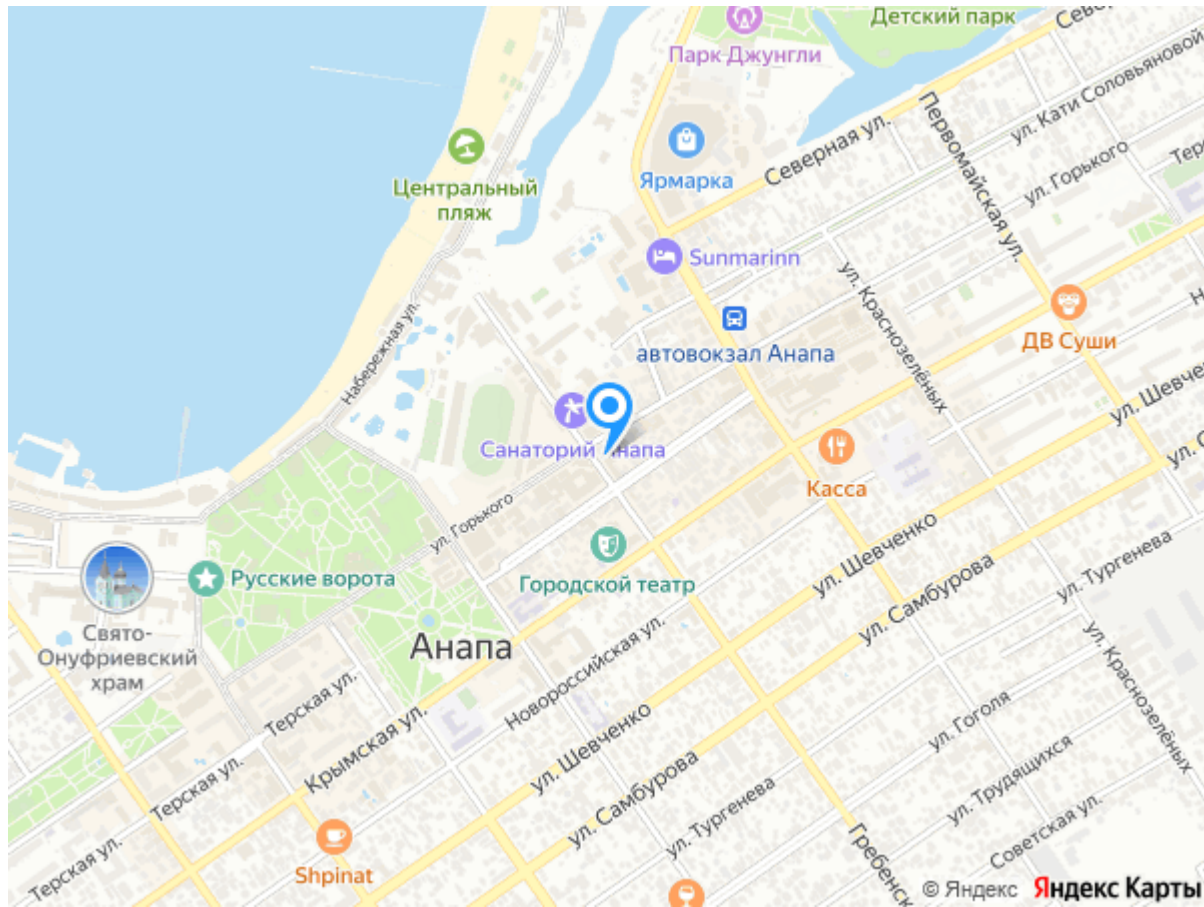 Детский парк
Парк Джунгли
Северная ул.
Первомайская ул.
ул. Кати Соловьяновой
ул. Горького
Ярмарка
Центральный
пляж
Sunmarinn
ул. Краснозелёных
автовокзал Анапа
ДВ Суши
Набережная ул.
Санаторий Анапа
Касса
ул. Шевченко
ул. Горького
Городской театр
Русские ворота
ул. Самбурова
ул. Тургенева
Свято-
Онуфриевский
храм
Анапа
Новороссийская ул.
ул. Краснозелёных
Терская ул.
Крымская ул.
ул. Шевченко
ул. Гоголя
Терская ул.
ул. Самбурова
ул. Тургенева
ул. Трудящихся
Советская ул.
Shpinat
Терская ул.
Гребенск
© Яндекс Яндекс Карты